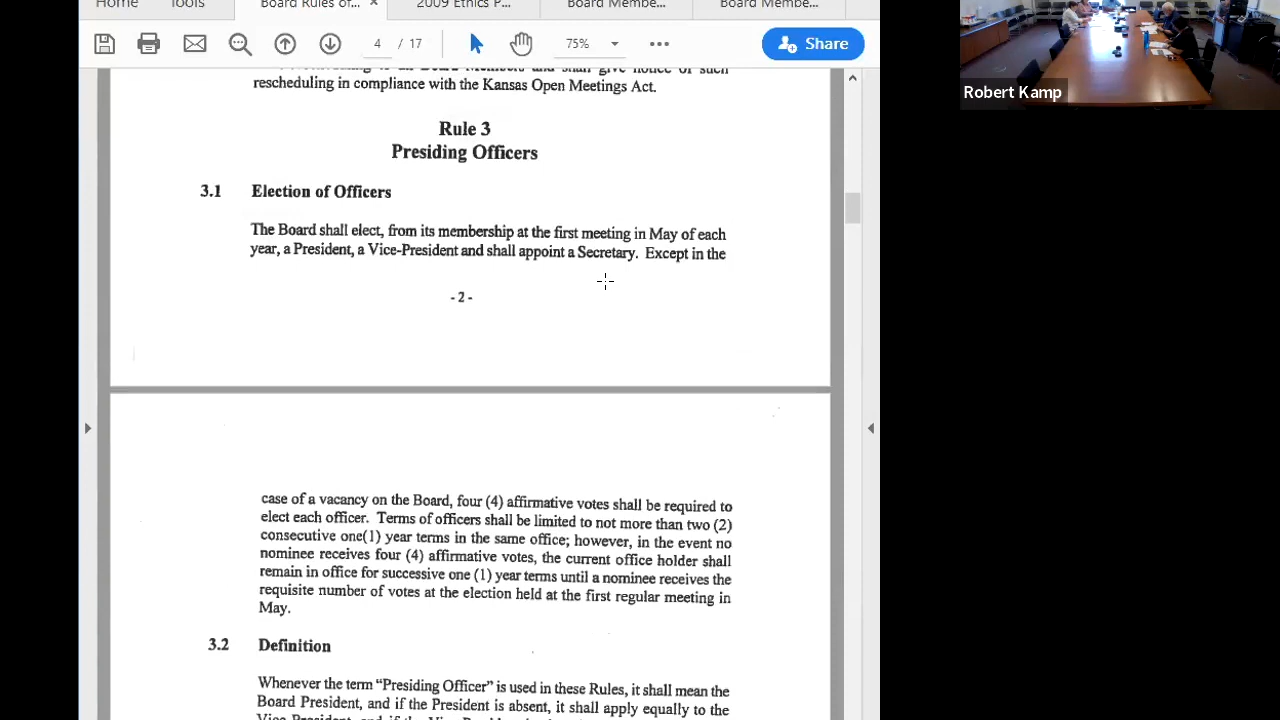 Home Tools Board Rules of... × 2009 Ethics P... Board Membe... Board Membe...
4 / 17 75% Share
rescheduling in compliance with the Kansas Open Meetings Act.
Rule 3
Presiding Officers
3.1 Election of Officers
The Board shall elect, from its membership at the first meeting in May of each
year, a President, a Vice-President and shall appoint a Secretary. Except in the
- 2 -
case of a vacancy on the Board, four (4) affirmative votes shall be required to
elect each officer. Terms of officers shall be limited to not more than two (2)
consecutive one(1) year terms in the same office; however, in the event no
nominee receives four (4) affirmative votes, the current office holder shall
remain in office for successive one (1) year terms until a nominee receives the
requisite number of votes at the election held at the first regular meeting in
May.
3.2 Definition
Whenever the term “Presiding Officer” is used in these Rules, it shall mean the
Board President, and if the President is absent, it shall apply equally to the
Robert Kamp